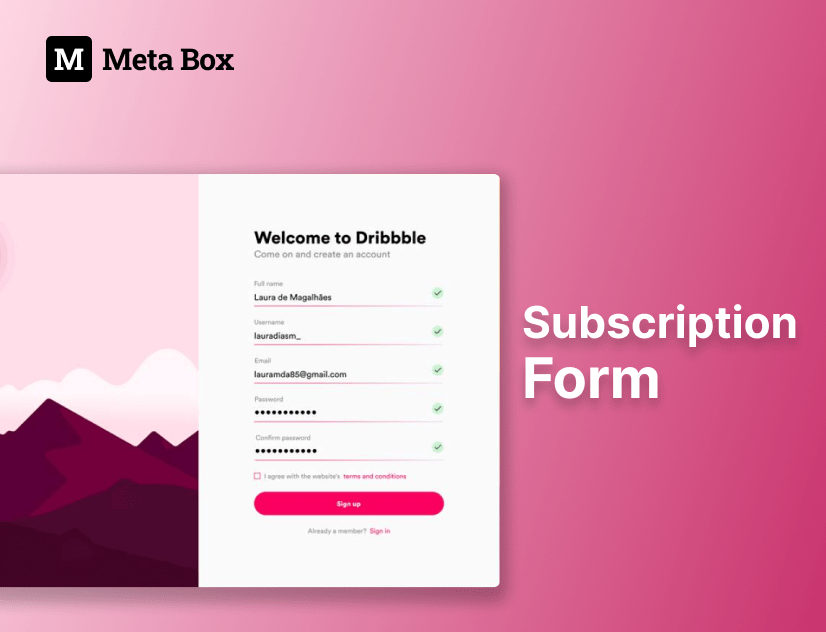 M Meta Box
Welcome to Dribbble
Come on and create an account
Full name
Laura de Magalhães
Username
lauradiasm_
Email
lauramda85@gmail.com
Password
•••••••••••
Confirm password
•••••••••••
I agree with the website's terms and conditions
Sign up
Already a member? Sign in
Subscription
Form